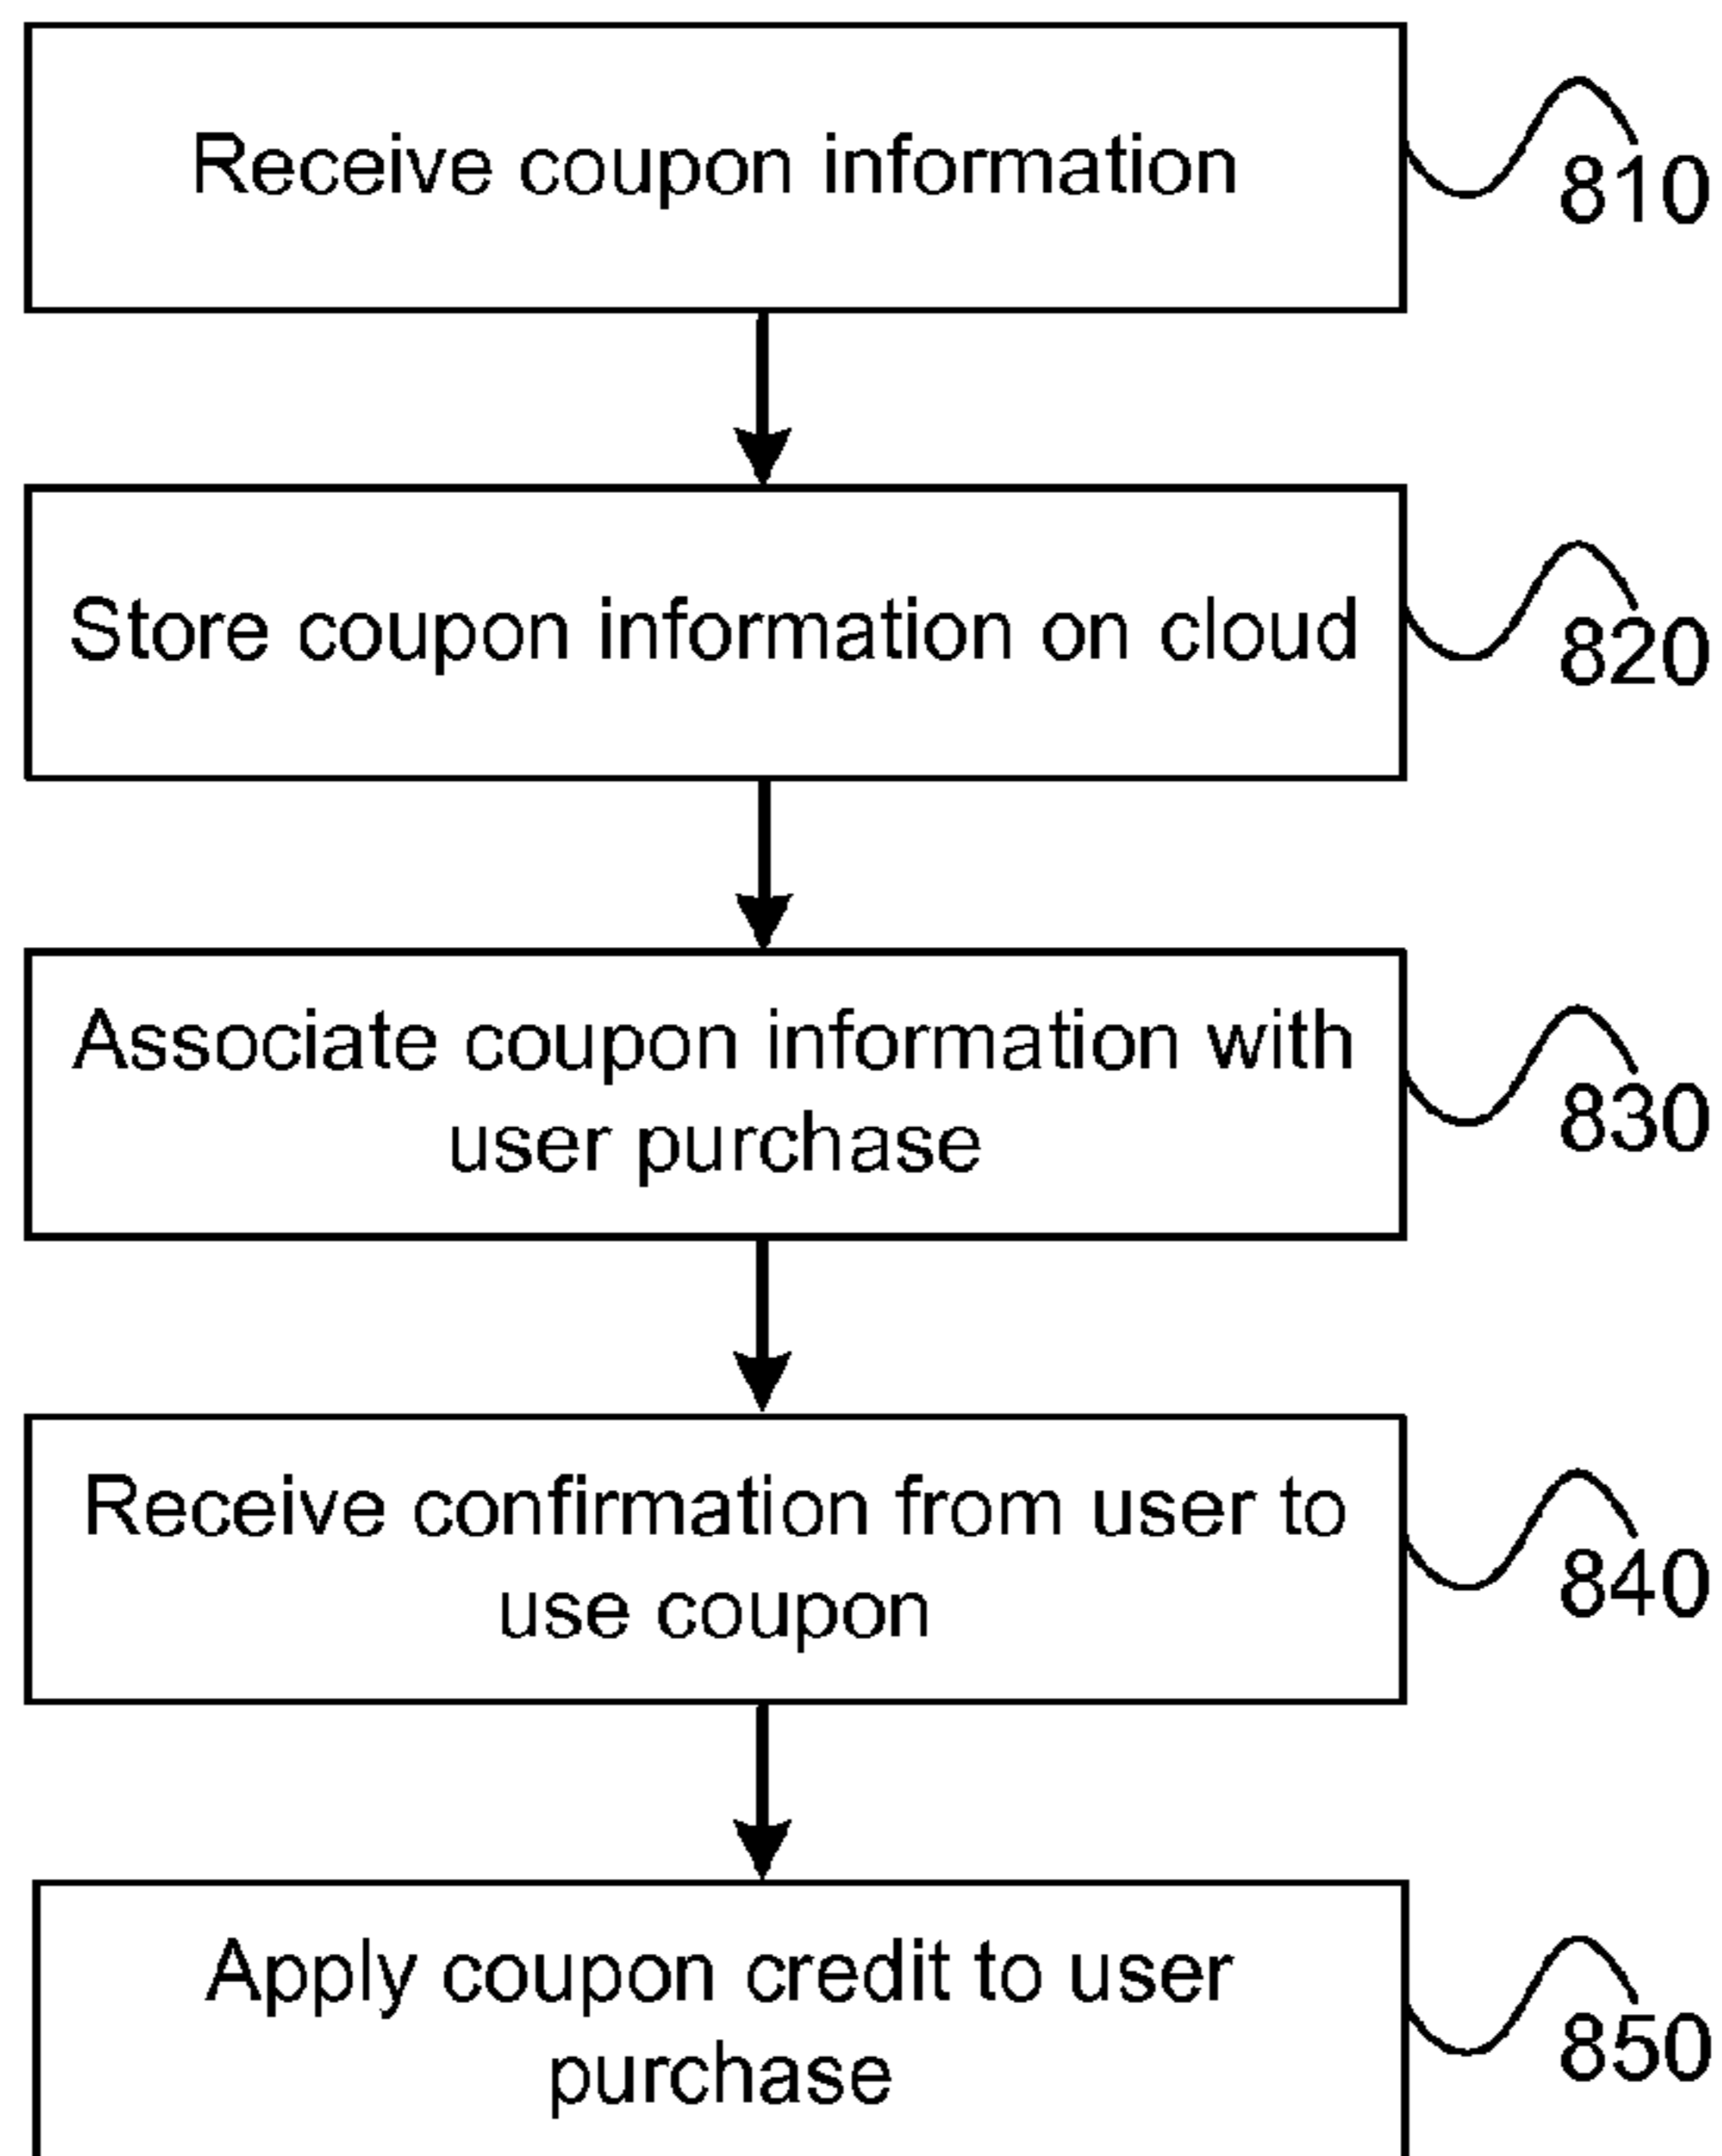 Receive coupon information
810
Store coupon information on cloud
820
Associate coupon information with
user purchase
830
Receive confirmation from user to
use coupon
840
Apply coupon credit to user
purchase
850